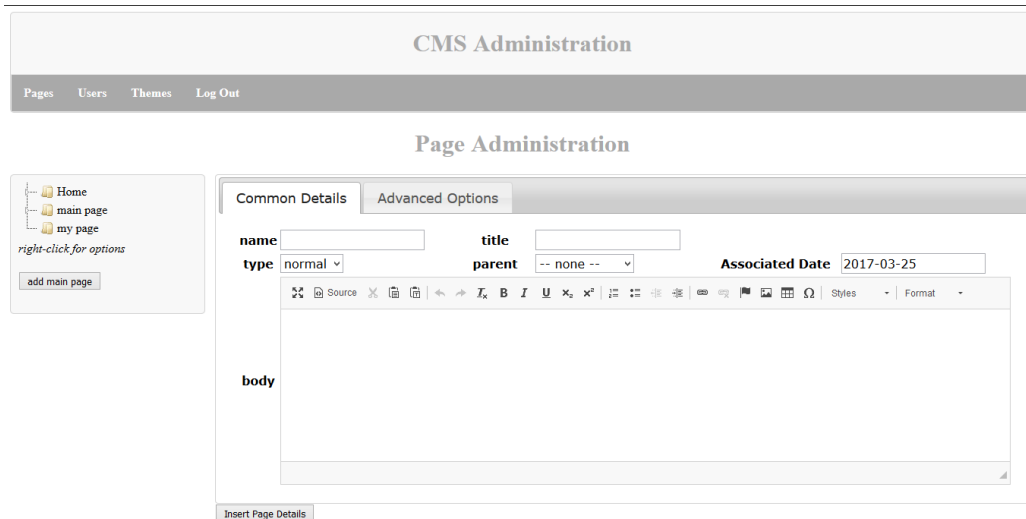 CMS Administration
Pages Users Themes Log Out
Page Administration
Home
main page
my page
right-click for options
add main page
Common Details Advanced Options
name title
type normal parent -- none -- Associated Date 2017-03-25
Source Styles Format
body
Insert Page Details